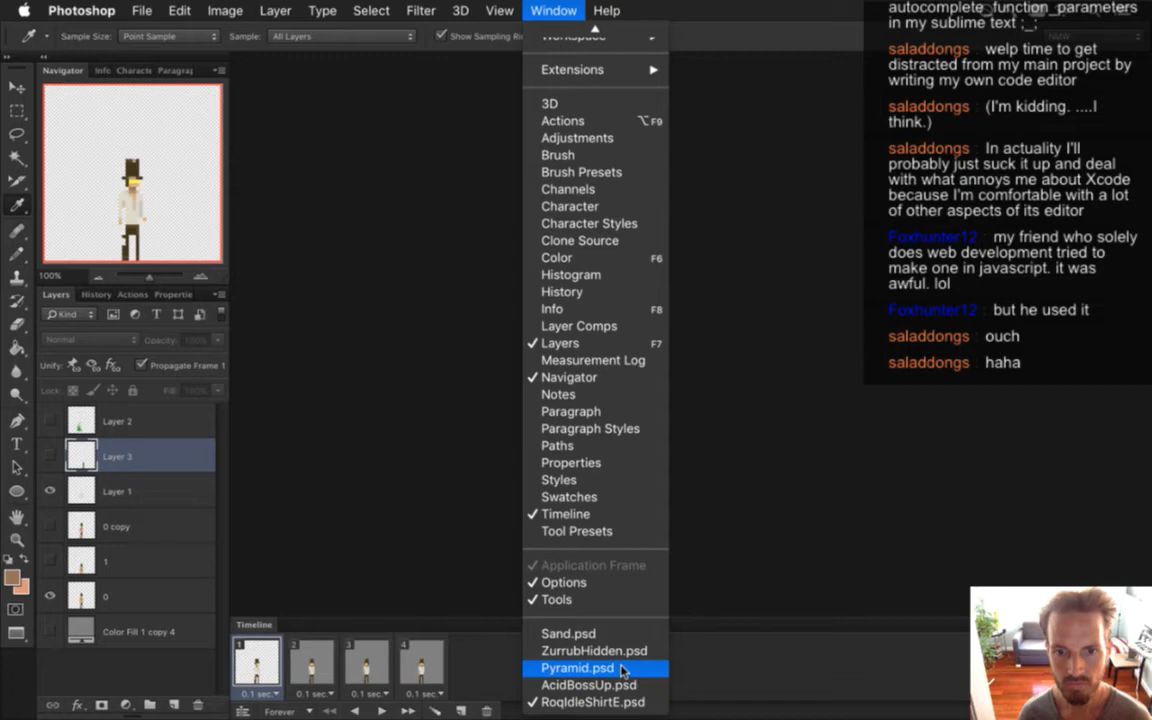 Photoshop File Edit Image Layer Type Select Filter 3D View Window Help
Sample Size: Point Sample Sample: All Layers Show Sampling Ri
Navigator Info Characte Paragraj
100%
Layers History Actions Propertie
Kind
Normal Opacity: 100%
Unify: Propagate Frame 1
Lock: Fill: 100%
Layer 2
Layer 3
Layer 1
0 copy
1
0
Color Fill 1 copy 4
Extensions
3D
Actions ⌥F9
Adjustments
Brush
Brush Presets
Channels
Character
Character Styles
Clone Source
Color F6
Histogram
History
Info F8
Layer Comps
✓ Layers F7
Measurement Log
✓ Navigator
Notes
Paragraph
Paragraph Styles
Paths
Properties
Styles
Swatches
✓ Timeline
Tool Presets
✓ Application Frame
✓ Options
✓ Tools
Sand.psd
ZurrubHidden.psd
Pyramid.psd
AcidBossUp.psd
✓ RoqIdleShirtE.psd
Timeline
1 2 3 4
0.1 sec. 0.1 sec. 0.1 sec. 0.1 sec.
Forever
autocomplete function parameters
in my sublime text ;_;
saladdongs welp time to get
distracted from my main project by
writing my own code editor
saladdongs (I'm kidding. ....I
think.)
saladdongs In actuality I'll
probably just suck it up and deal
with what annoys me about Xcode
because I'm comfortable with a lot
of other aspects of its editor
Foxhunter12 : my friend who solely
does web development tried to
make one in javascript. it was
awful. lol
Foxhunter12 : but he used it
saladdongs : ouch
saladdongs : haha